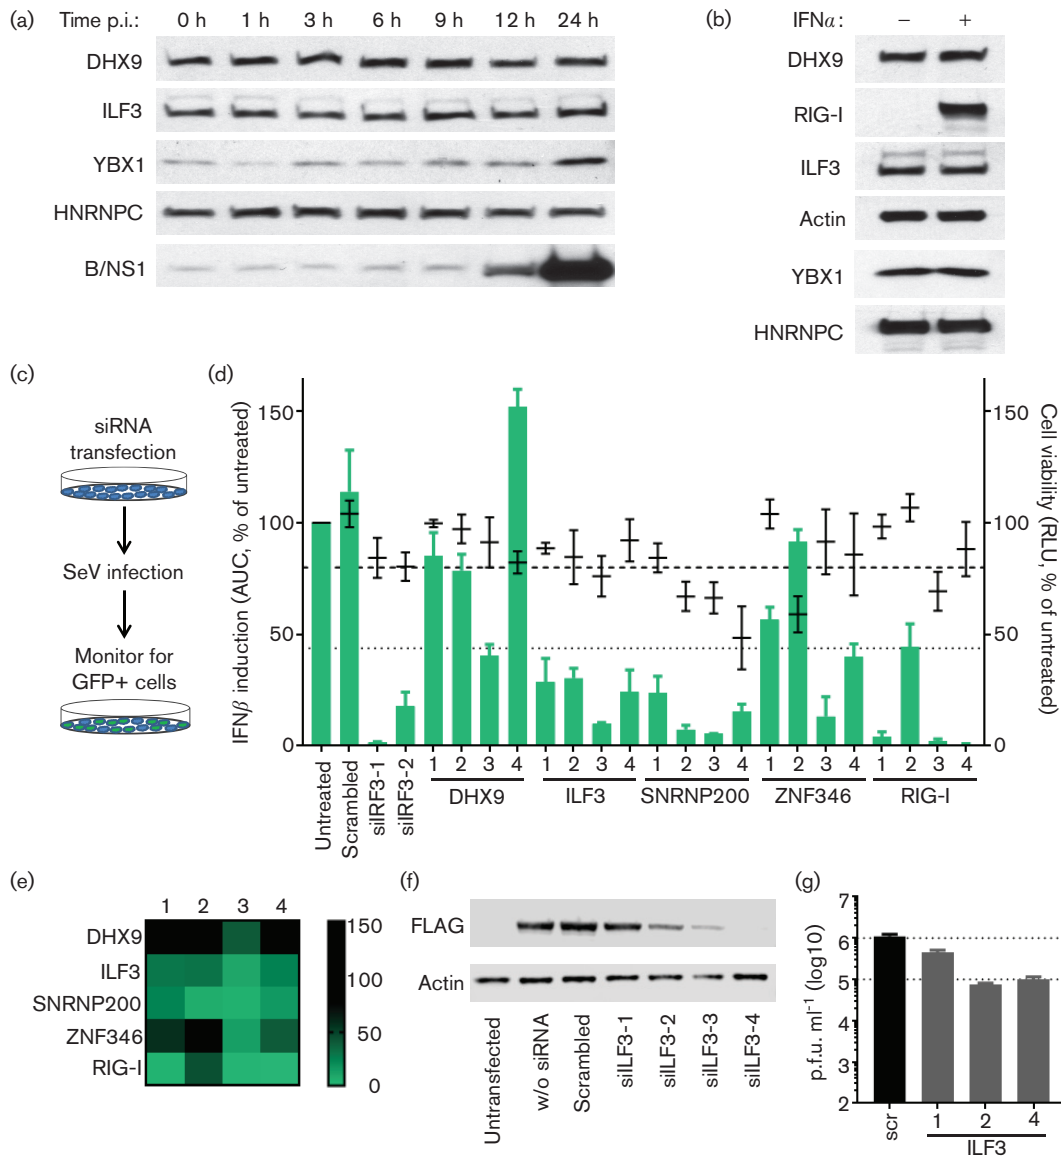 (a)
Time p.i.: 0 h 1 h 3 h 6 h 9 h 12 h 24 h
DHX9
ILF3
YBX1
HNRNPC
B/NS1
(b)
IFNα: − +
DHX9
RIG-I
ILF3
Actin
YBX1
HNRNPC
(c)
siRNA
transfection
SeV infection
Monitor for
GFP+ cells
(d)
IFNβ induction (AUC, % of untreated)
150
100
50
0
Cell viability (RLU, % of untreated)
150
100
50
0
Untreated
Scrambled
siIRF3-1
siIRF3-2
1 2 3 4
DHX9
1 2 3 4
ILF3
1 2 3 4
SNRNP200
1 2 3 4
ZNF346
1 2 3 4
RIG-I
(e)
1 2 3 4
DHX9
ILF3
SNRNP200
ZNF346
RIG-I
150
100
50
0
(f)
FLAG
Actin
Untransfected
w/o siRNA
Scrambled
siILF3-1
siILF3-2
siILF3-3
siILF3-4
(g)
p.f.u. ml⁻¹ (log10)
7
6
5
4
3
2
scr
1 2 4
ILF3